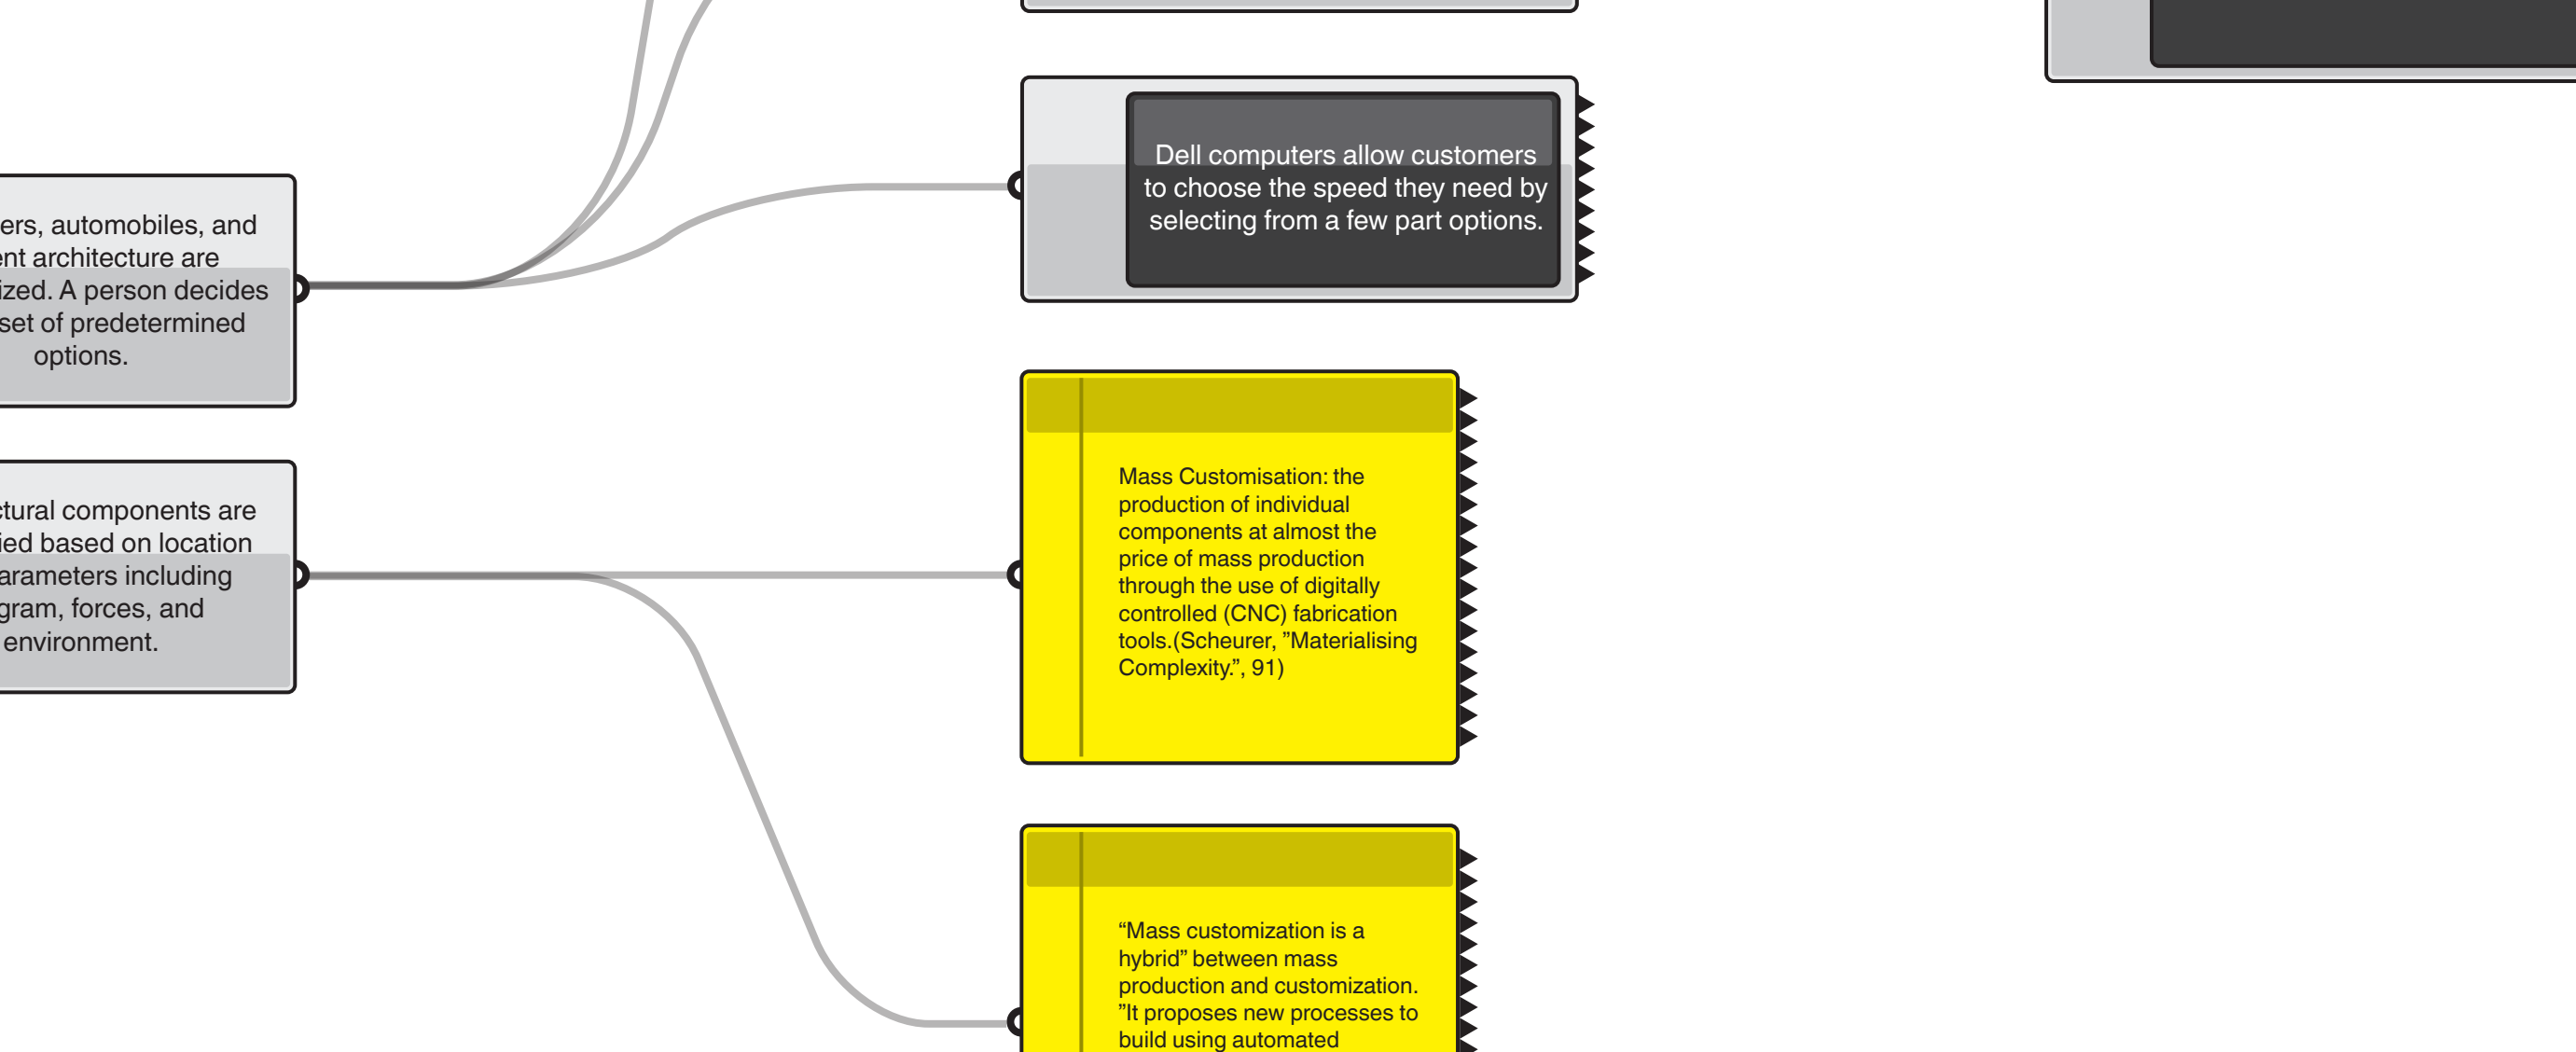 ers, automobiles, and
ent architecture are
ized. A person decides
set of predetermined
options.
ctural components are
ied based on location
arameters including
gram, forces, and
environment.
Dell computers allow customers
to choose the speed they need by
selecting from a few part options.
Mass Customisation: the
production of individual
components at almost the
price of mass production
through the use of digitally
controlled (CNC) fabrication
tools.(Scheurer, ”Materialising
Complexity.”, 91)
“Mass customization is a
hybrid” between mass
production and customization.
”It proposes new processes to
build using automated